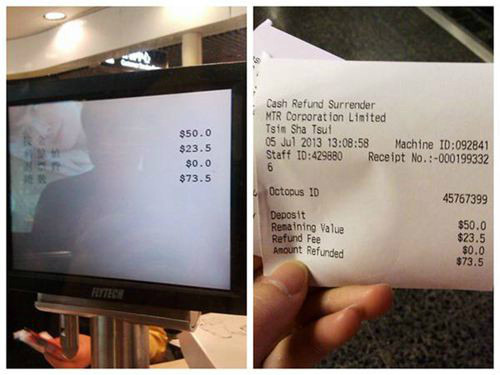 $50.0
$23.5
$0.0
$73.5
FLYTECH
Cash Refund Surrender
MTR Corporation Limited
Tsim Sha Tsui
05 Jul 2013 13:08:58 Machine ID:092841
Staff ID:429880 Receipt No.:-000199332
6
Octopus ID 45767399
Deposit $50.0
Remaining Value $23.5
Refund Fee $0.0
Amount Refunded $73.5